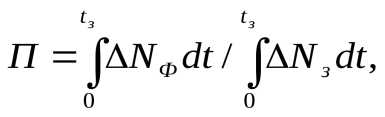 П = ∫₀^{t_з} ΔN_Ф dt / ∫₀^{t_з} ΔN_з dt,